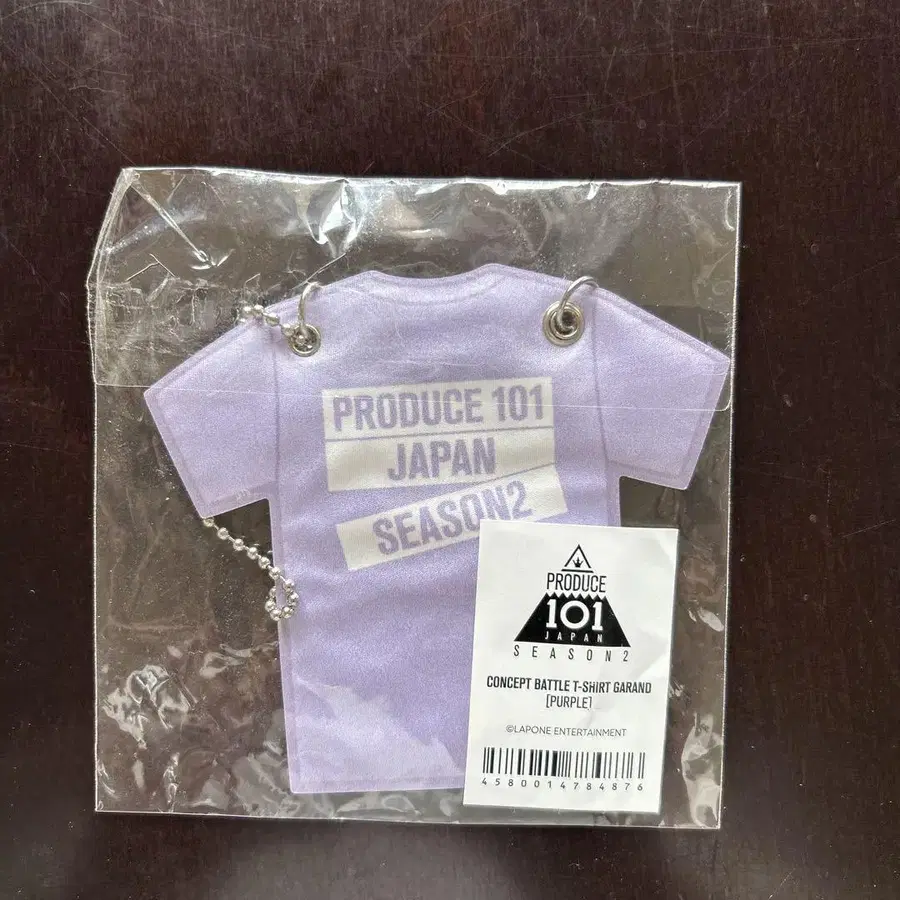 PRODUCE 101
JAPAN
SEASON2
PRODUCE
101
JAPAN
SEASON2
CONCEPT BATTLE T-SHIRT GARAND
[PURPLE]
©LAPONE ENTERTAINMENT
4580014784876